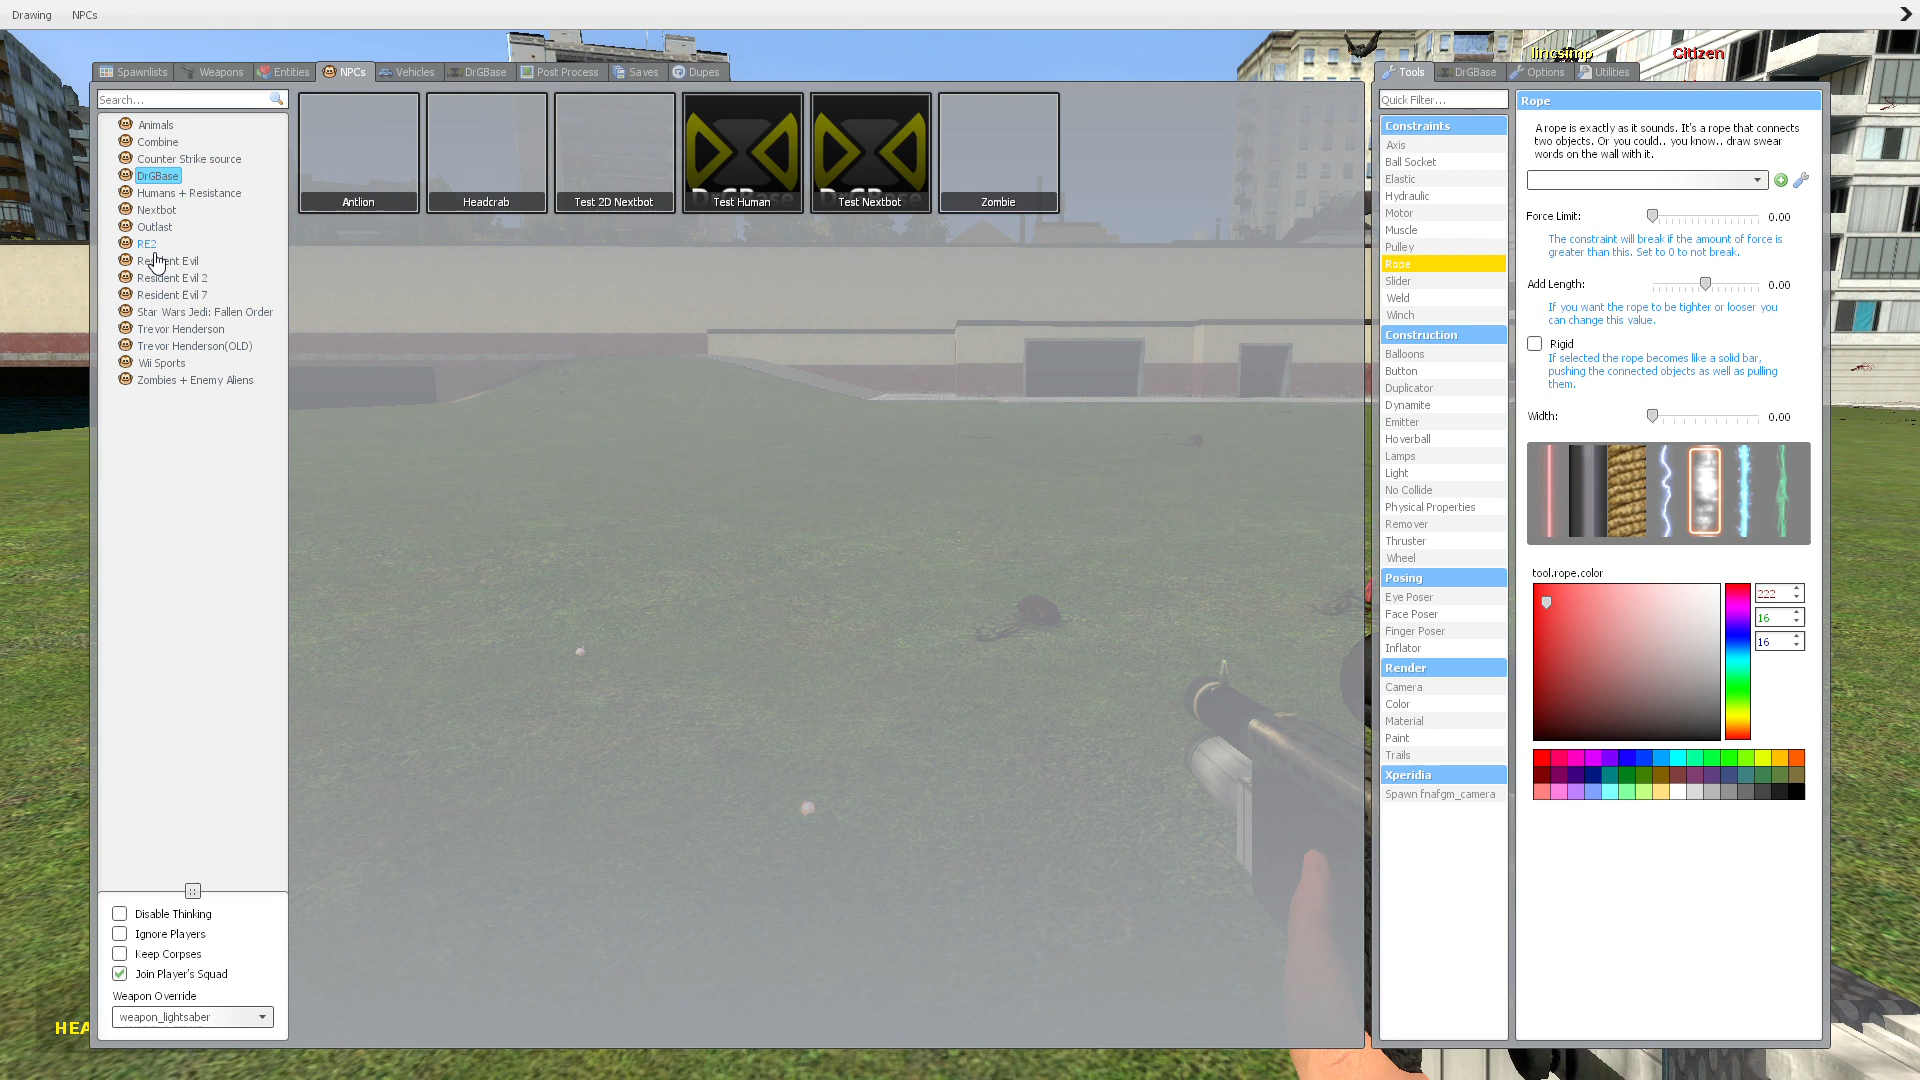 Drawing NPCs
lincsimp Citizen
Spawnlists Weapons Entities NPCs Vehicles DrGBase Post Process Saves Dupes
Tools DrGBase Options Utilities
Search...
Animals
Combine
Counter Strike source
DrGBase
Humans + Resistance
Nextbot
Outlast
RE2
Resident Evil
Resident Evil 2
Resident Evil 7
Star Wars Jedi: Fallen Order
Trevor Henderson
Trevor Henderson(OLD)
Wii Sports
Zombies + Enemy Aliens
Antlion
Headcrab
Test 2D Nextbot
DrGBase
Test Human
DrGBase
Test Nextbot
Zombie
Disable Thinking
Ignore Players
Keep Corpses
Join Player's Squad
Weapon Override
weapon_lightsaber
HEA
Quick Filter...
Constraints
Axis
Ball Socket
Elastic
Hydraulic
Motor
Muscle
Pulley
Rope
Slider
Weld
Winch
Construction
Balloons
Button
Duplicator
Dynamite
Emitter
Hoverball
Lamps
Light
No Collide
Physical Properties
Remover
Thruster
Wheel
Posing
Eye Poser
Face Poser
Finger Poser
Inflator
Render
Camera
Color
Material
Paint
Trails
Xperidia
Spawn fnafgm_camera
Rope
A rope is exactly as it sounds. It's a rope that connects
two objects. Or you could.. you know.. draw swear
words on the wall with it.
Force Limit: 0.00
The constraint will break if the amount of force is
greater than this. Set to 0 to not break.
Add Length: 0.00
If you want the rope to be tighter or looser you
can change this value.
Rigid
If selected the rope becomes like a solid bar,
pushing the connected objects as well as pulling
them.
Width: 0.00
tool.rope.color
222
16
16